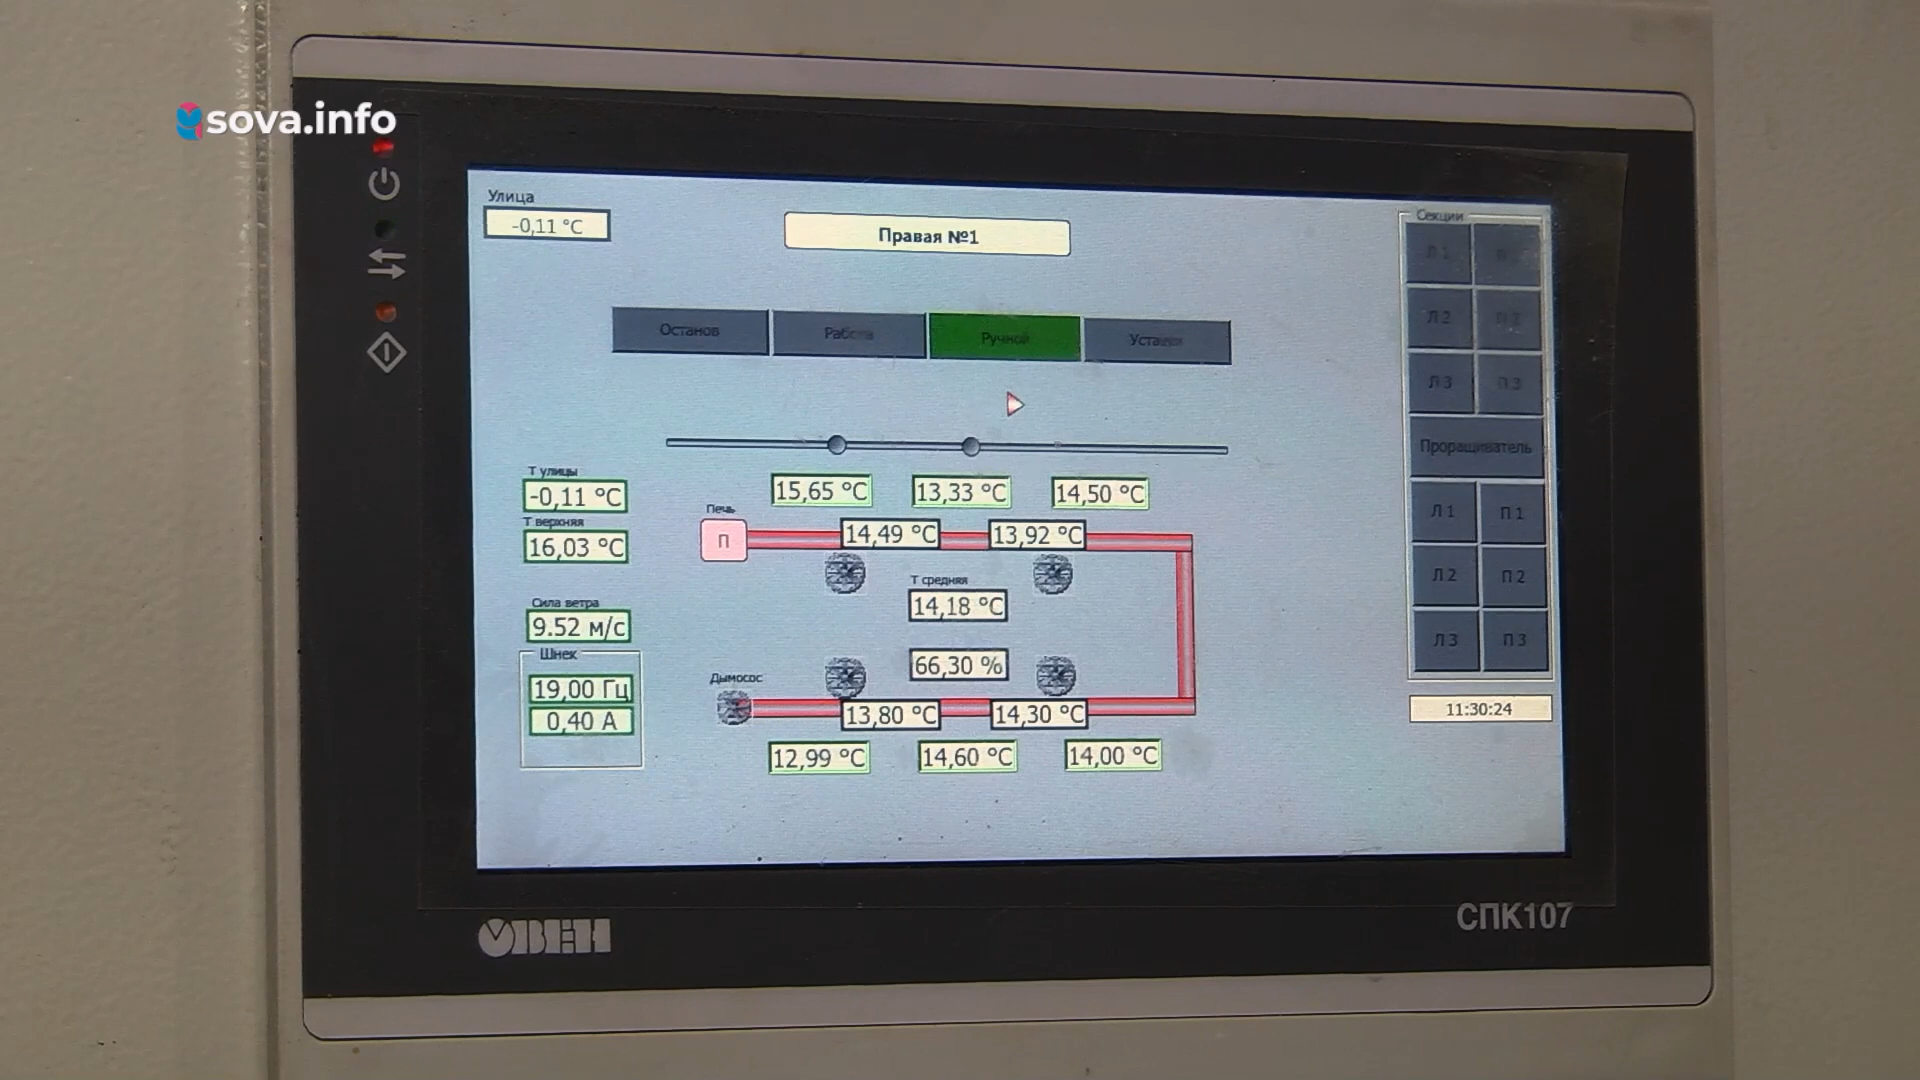 sova.info
Улица
-0,11 °C
Правая №1
Секции
Останов
Работа
Ручной
Уставки
Л 1
Л 2
П 2
Л 3
П 3
Проращиватель
Л 1
П 1
Л 2
П 2
Л 3
П 3
11:30:24
Т улицы
-0,11 °C
Т верхняя
16,03 °C
Сила ветра
9.52 м/с
Шнек
19,00 Гц
0,40 А
15,65 °C
13,33 °C
14,50 °C
Печь
П
14,49 °C
13,92 °C
Т средняя
14,18 °C
66,30 %
Дымосос
13,80 °C
14,30 °C
12,99 °C
14,60 °C
14,00 °C
ОВЕН
СПК107